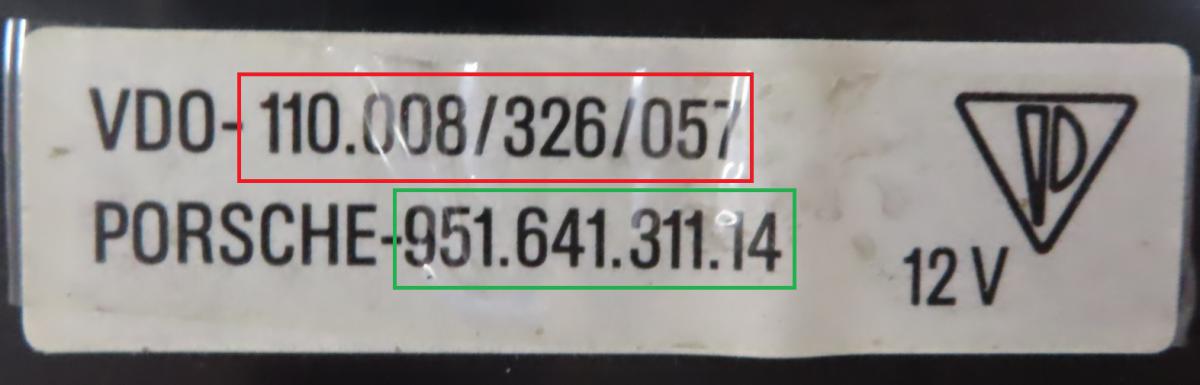 VDO-110.008/326/057
PORSCHE-951.641.311.14
12 V